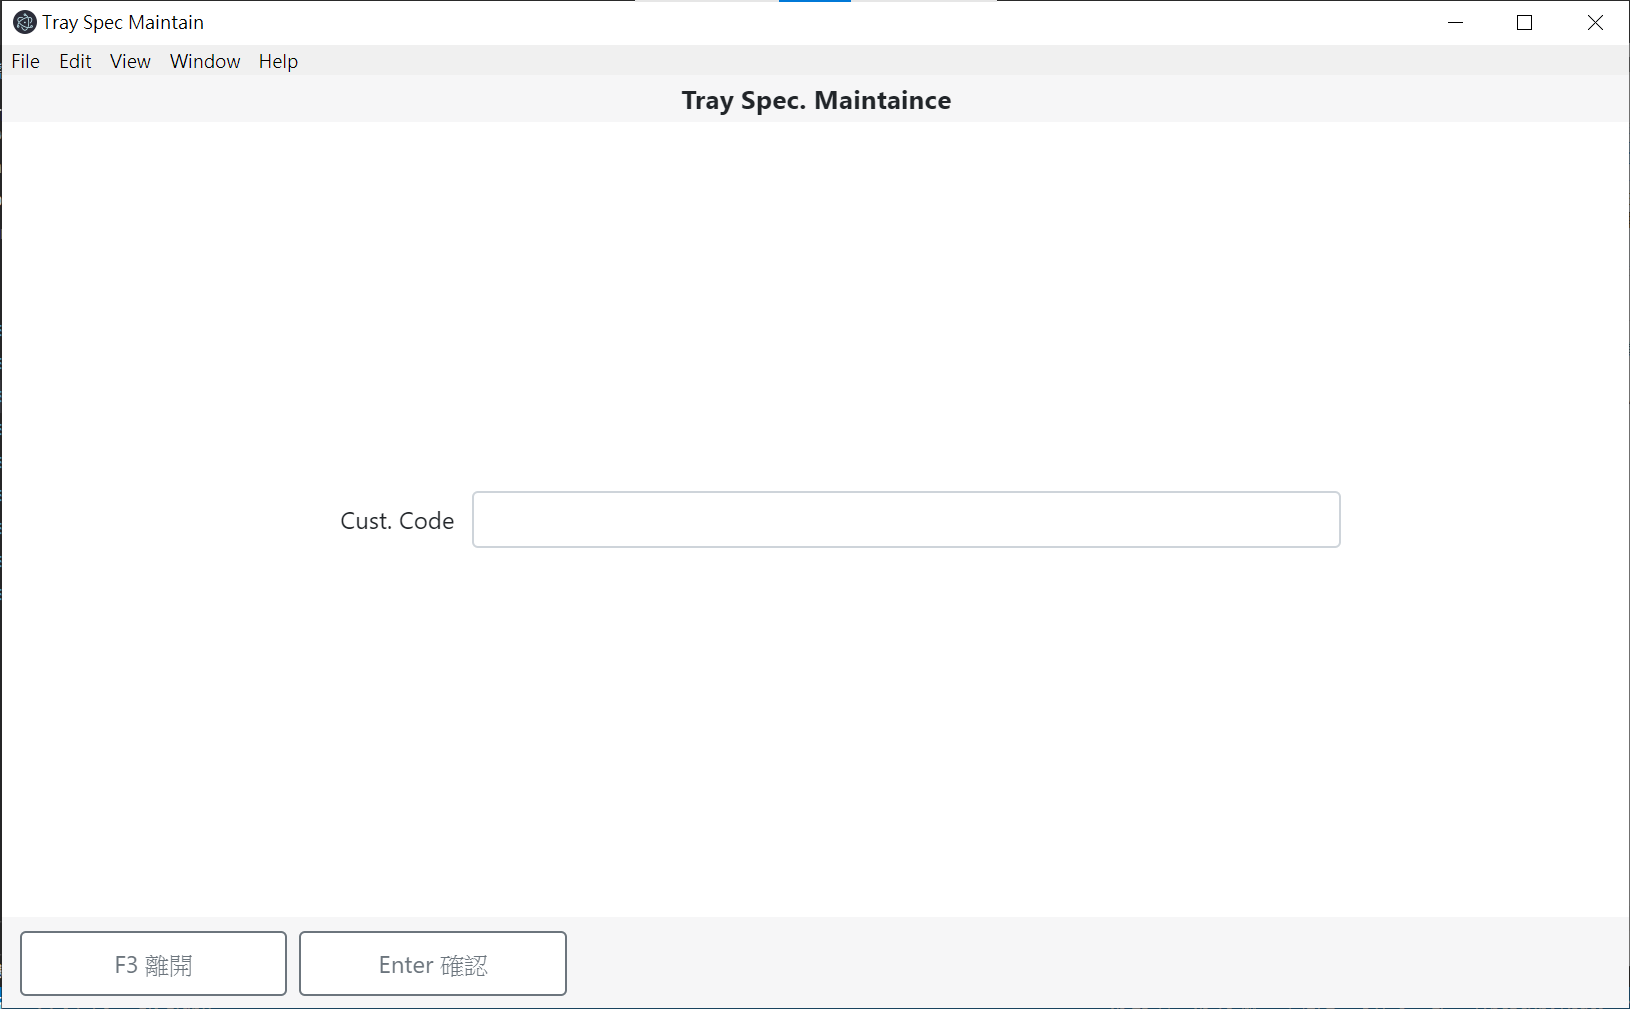 Tray Spec Maintain
File Edit View Window Help
Tray Spec. Maintaince
Cust. Code
F3 離開 Enter 確認